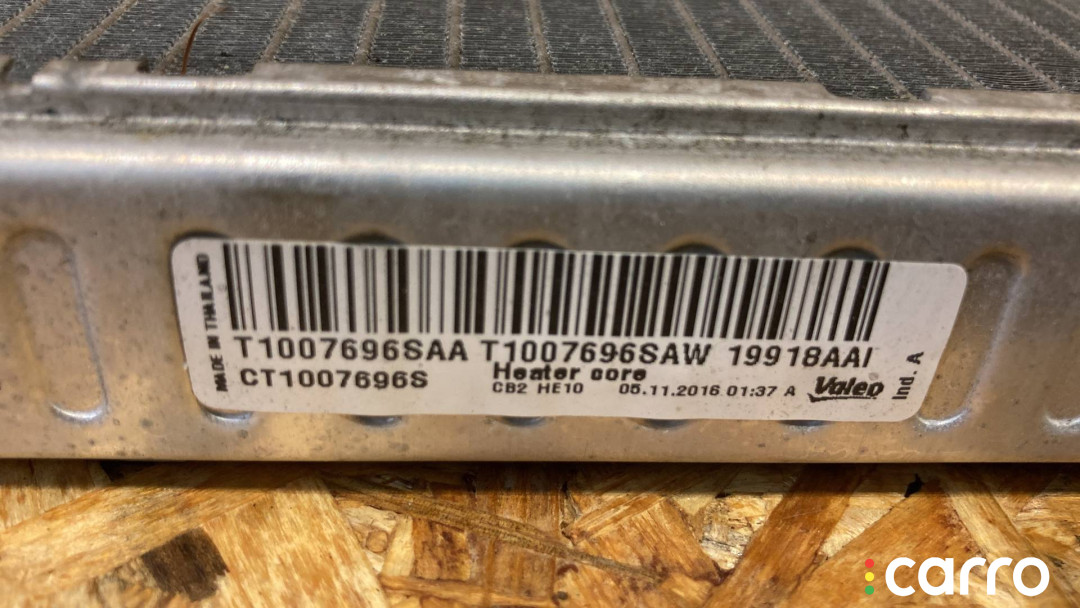 MADE IN THAILAND
T1007696SAA T1007696SAW 19918AAI
CT1007696S
Heater core
CB2 HE10 05.11.2016 01:37 A
Valeo
Ind. A
carro